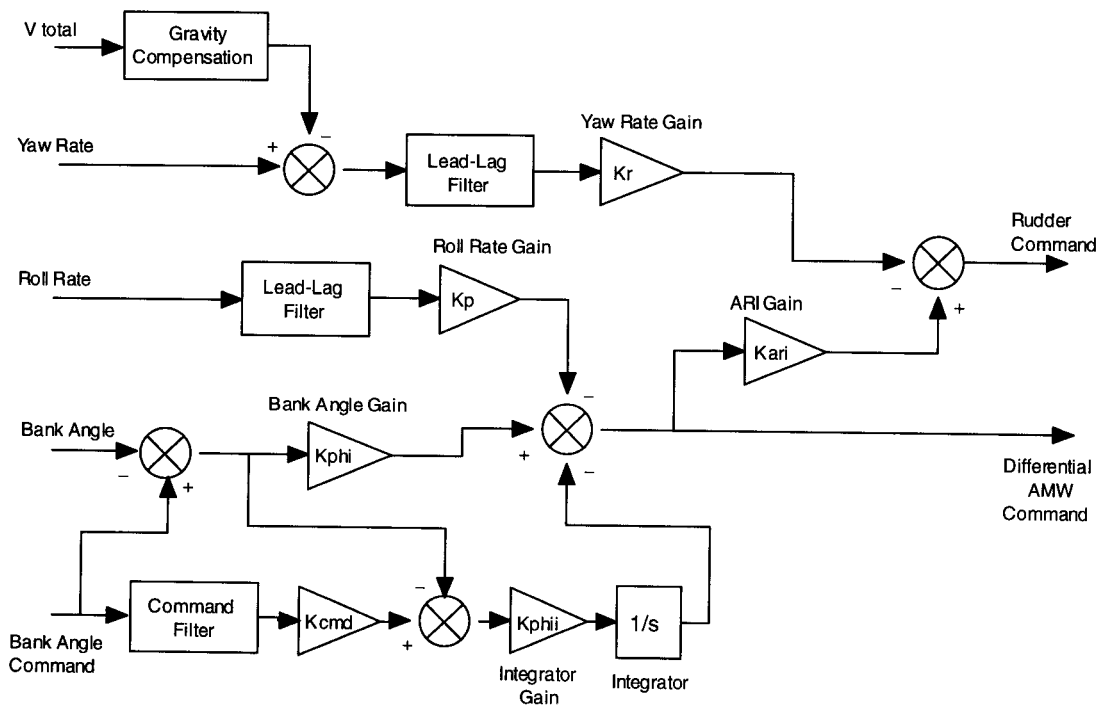 V total
Gravity
Compensation
−
Yaw Rate
+
Lead-Lag
Filter
Yaw Rate Gain
Kr
Rudder
Command
−
+
Roll Rate
Lead-Lag
Filter
Roll Rate Gain
Kp
ARI Gain
Kari
−
Bank Angle
−
+
Bank Angle Gain
Kphi
+
−
Differential
AMW
Command
Bank Angle
Command
Command
Filter
Kcmd
−
+
Kphii
Integrator
Gain
1/s
Integrator